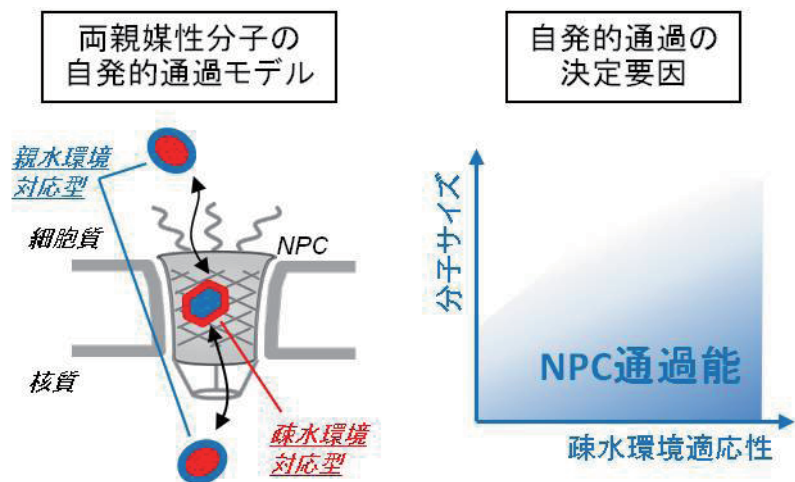 両親媒性分子の
自発的通過モデル
親水環境
対応型
細胞質
NPC
核質
疎水環境
対応型
自発的通過の
決定要因
分子サイズ
NPC通過能
疎水環境適応性